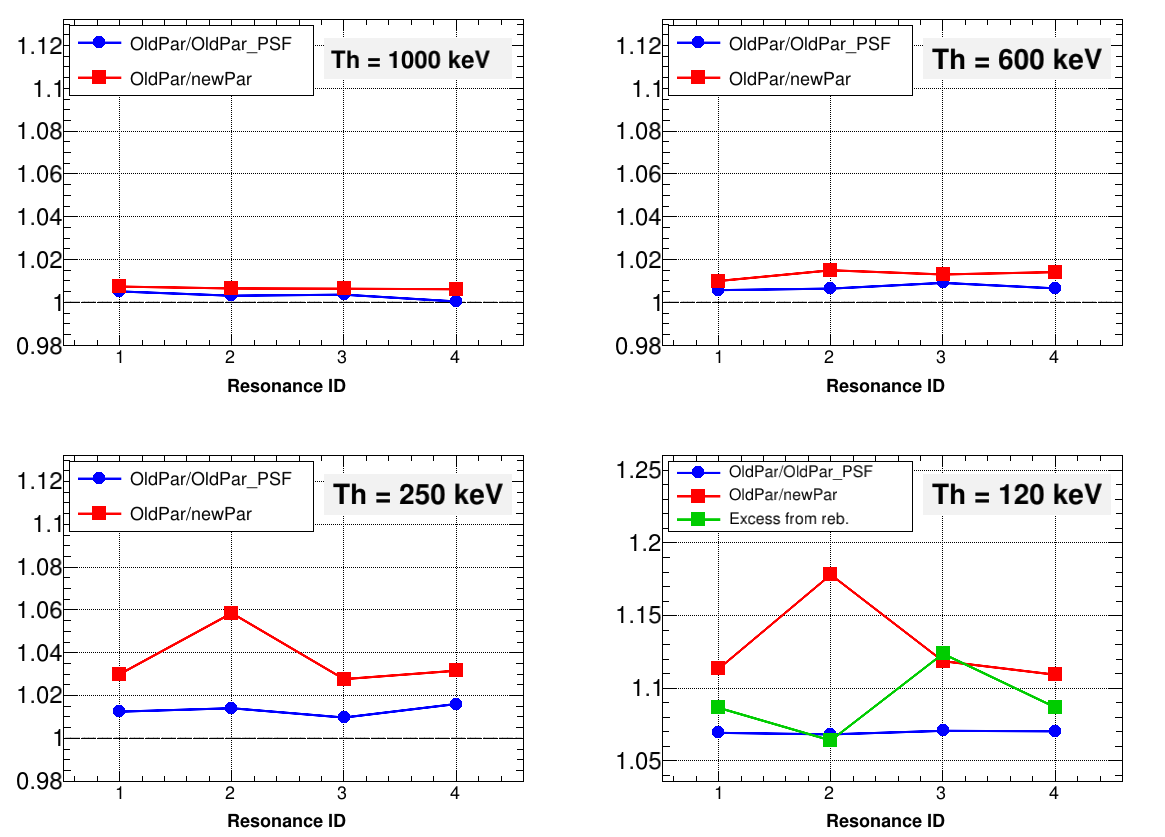 OldPar/OldPar_PSF
OldPar/newPar
Th = 1000 keV
1.12
1.1
1.08
1.06
1.04
1.02
1
0.98
1 2 3 4
Resonance ID
OldPar/OldPar_PSF
OldPar/newPar
Th = 600 keV
1.12
1.1
1.08
1.06
1.04
1.02
1
0.98
1 2 3 4
Resonance ID
OldPar/OldPar_PSF
OldPar/newPar
Th = 250 keV
1.12
1.1
1.08
1.06
1.04
1.02
1
0.98
1 2 3 4
Resonance ID
OldPar/OldPar_PSF
OldPar/newPar
Excess from reb.
Th = 120 keV
1.25
1.2
1.15
1.1
1.05
1 2 3 4
Resonance ID